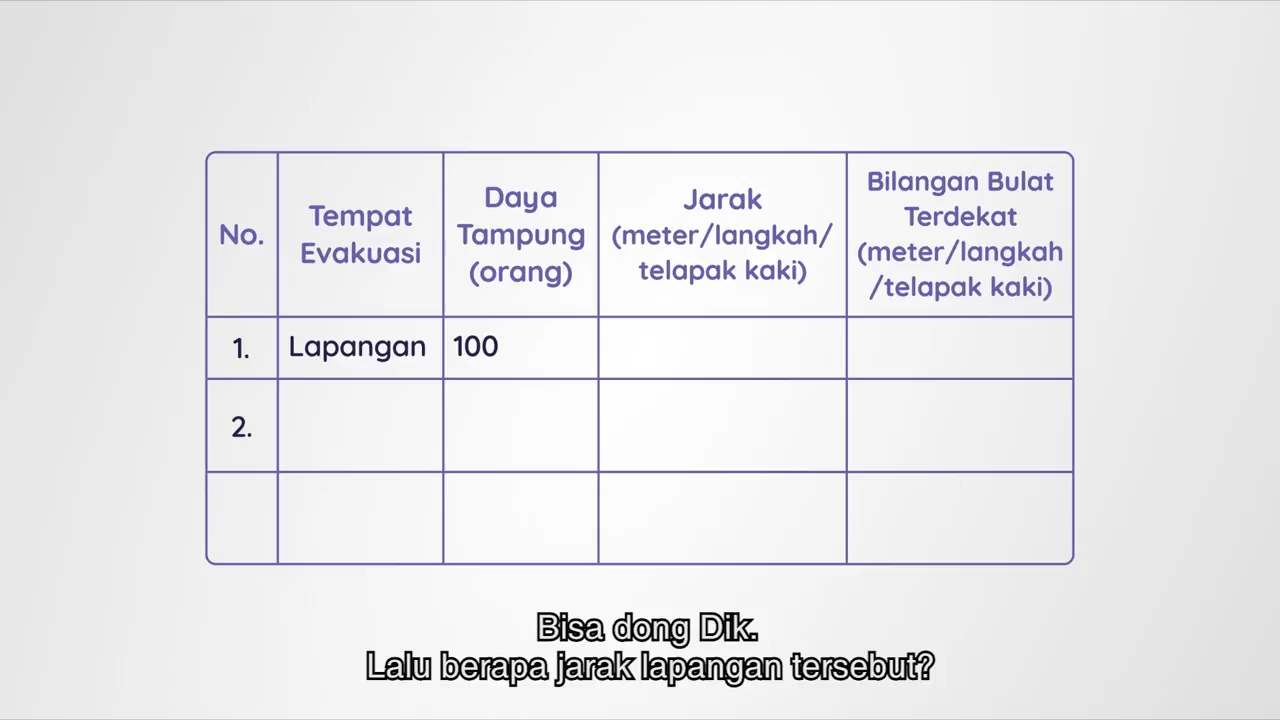 No.
Tempat
Evakuasi
Daya
Tampung
(orang)
Jarak
(meter/langkah/
telapak kaki)
Bilangan Bulat
Terdekat
(meter/langkah
/telapak kaki)
1.
Lapangan
100
2.
Bisa dong Dik.
Lalu berapa jarak lapangan tersebut?